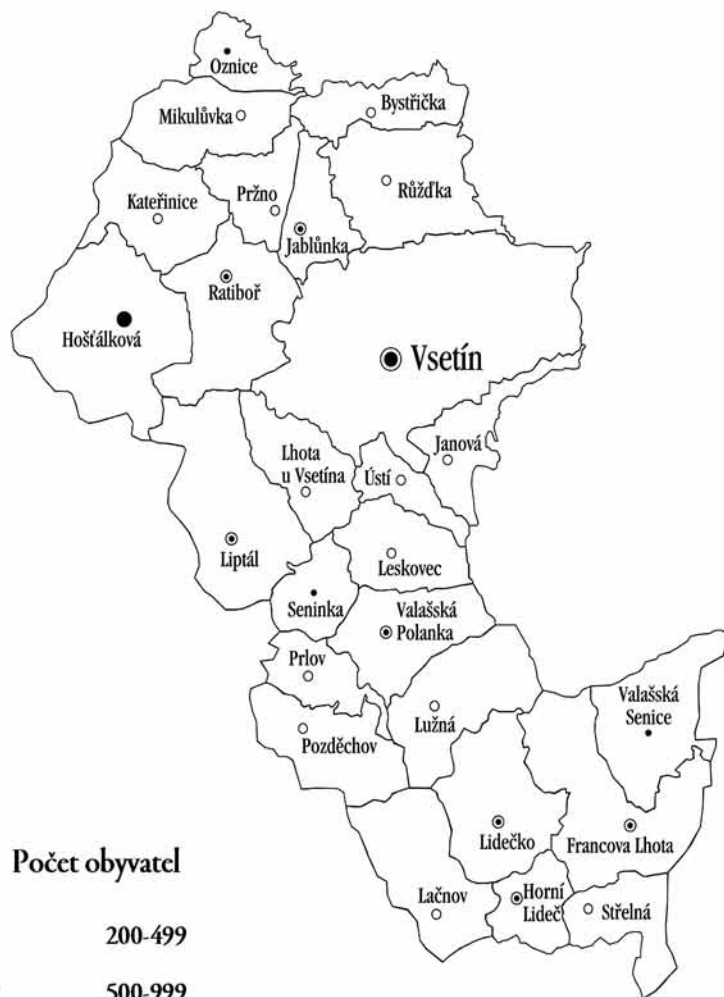 Oznice
Mikulůvka
Bystřička
Růžďka
Kateřinice
Pržno
Jablůnka
Ratiboř
Hošťálková
Vsetín
Janová
Lhota
u Vsetína
Ústí
Liptál
Leskovec
Seninka
Valašská
Polanka
Prlov
Valašská
Senice
Lužná
Pozděchov
Lidečko
Francova Lhota
Počet obyvatel
Lačnov
Horní
Lideč
Střelná
200-499
500-999